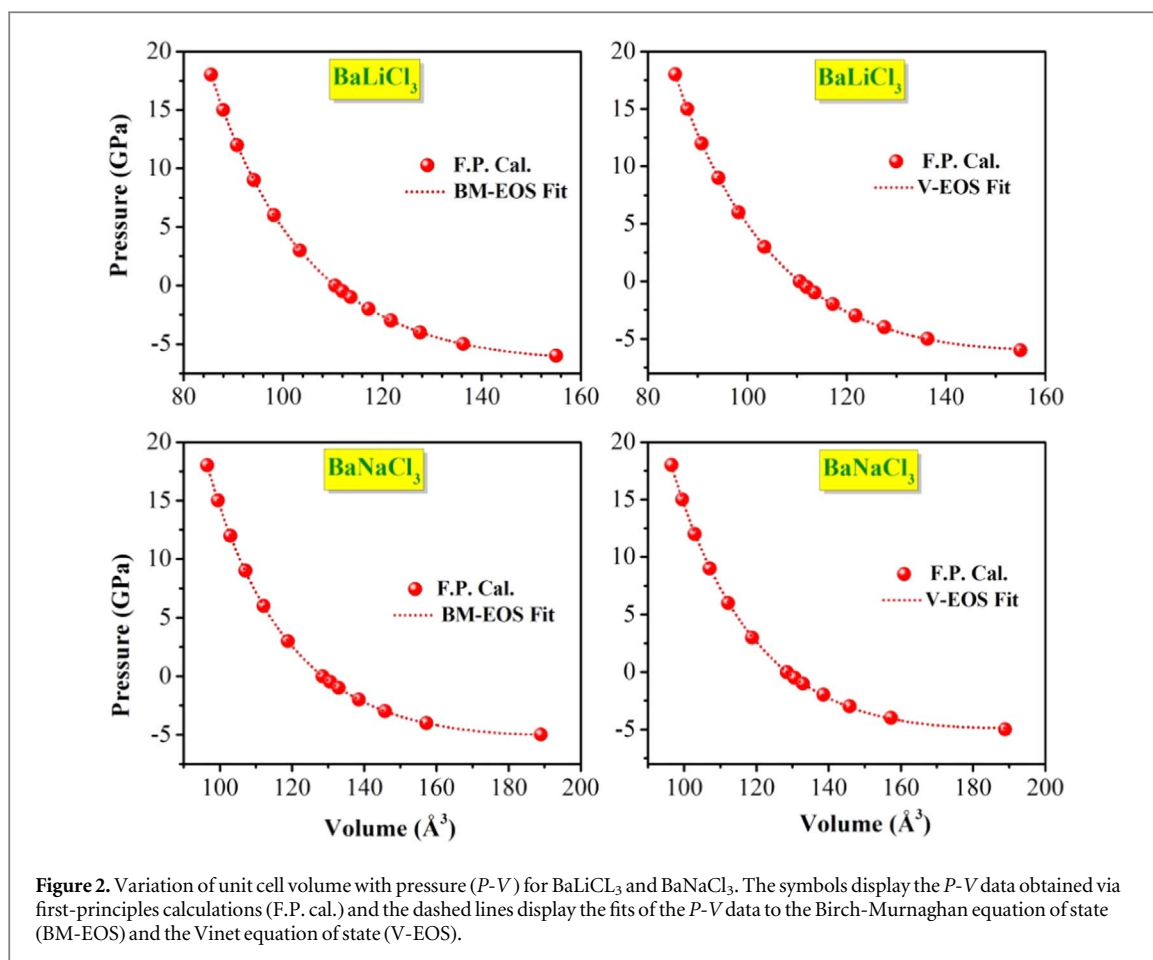 20
15
10
5
0
-5
Pressure (GPa)
BaLiCl₃
F.P. Cal.
BM-EOS Fit
80 100 120 140 160
20
15
10
5
0
-5
BaLiCl₃
F.P. Cal.
V-EOS Fit
80 100 120 140 160
20
15
10
5
0
-5
Pressure (GPa)
BaNaCl₃
F.P. Cal.
BM-EOS Fit
100 120 140 160 180 200
Volume (Å³)
20
15
10
5
0
-5
BaNaCl₃
F.P. Cal.
V-EOS Fit
100 120 140 160 180 200
Volume (Å³)
Figure 2. Variation of unit cell volume with pressure (P-V) for BaLiCL₃ and BaNaCl₃. The symbols display the P-V data obtained via
first-principles calculations (F.P. cal.) and the dashed lines display the fits of the P-V data to the Birch-Murnaghan equation of state
(BM-EOS) and the Vinet equation of state (V-EOS).